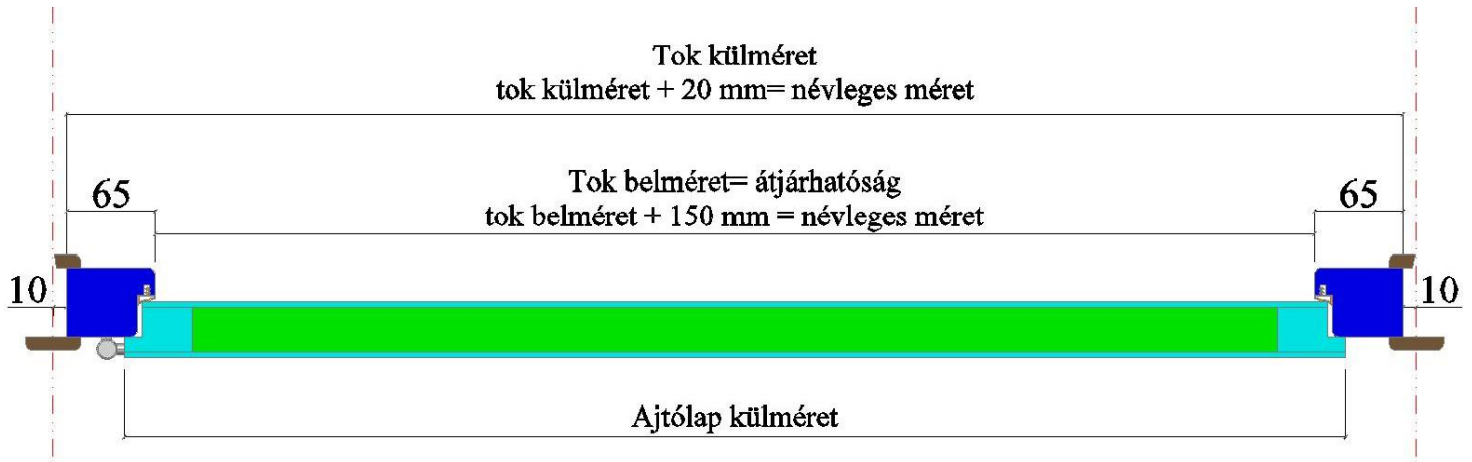 Tok külméret
tok külméret + 20 mm= névleges méret
65
Tok belméret= átjárhatóság
tok belméret + 150 mm = névleges méret
65
10
10
Ajtólap külméret